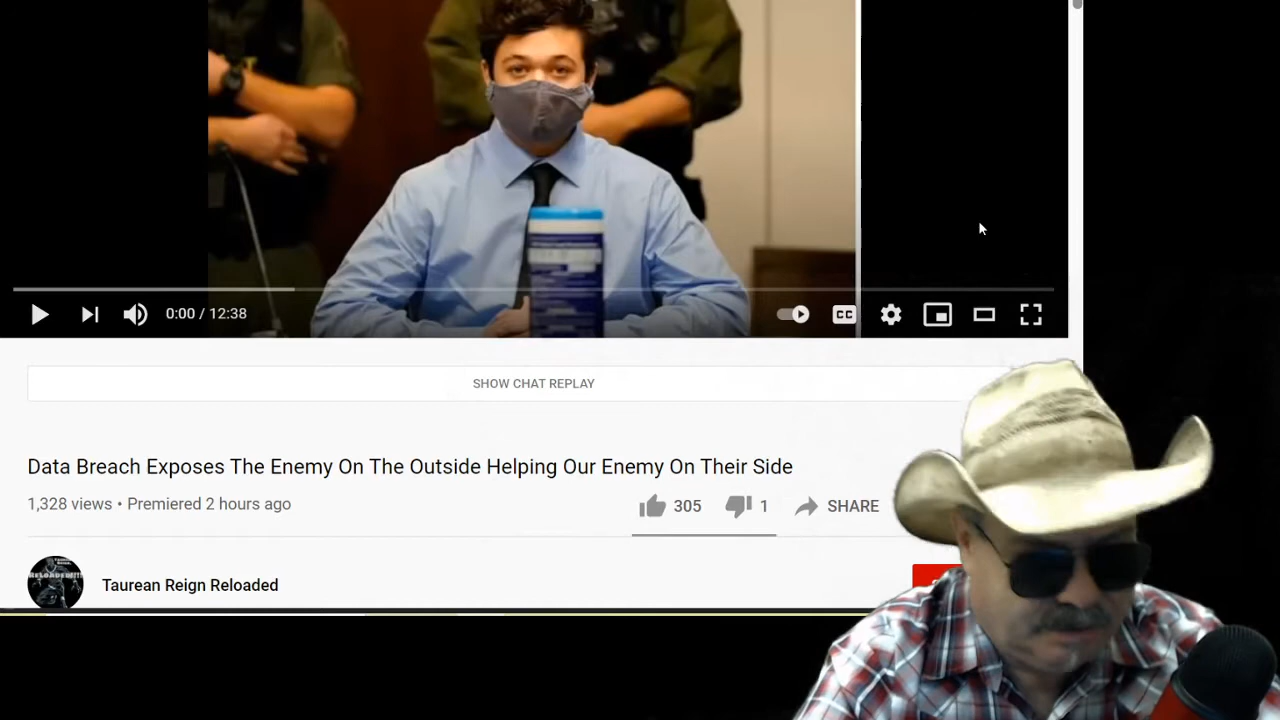 0:00 / 12:38
CC
SHOW CHAT REPLAY
Data Breach Exposes The Enemy On The Outside Helping Our Enemy On Their Side
1,328 views • Premiered 2 hours ago
305
1
SHARE
Taurean Reign Reloaded